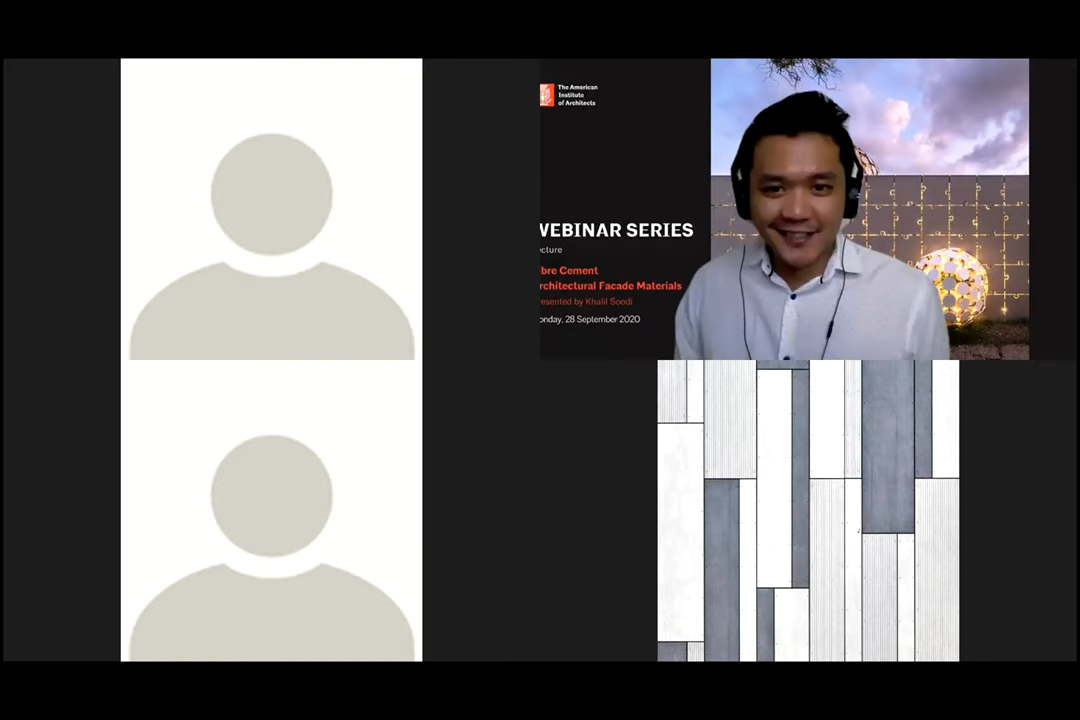 The American
Institute
of Architects
WEBINAR SERIES
ecture
bre Cement
rchitectural Facade Materials
resented by Khalil Soodi
onday, 28 September 2020